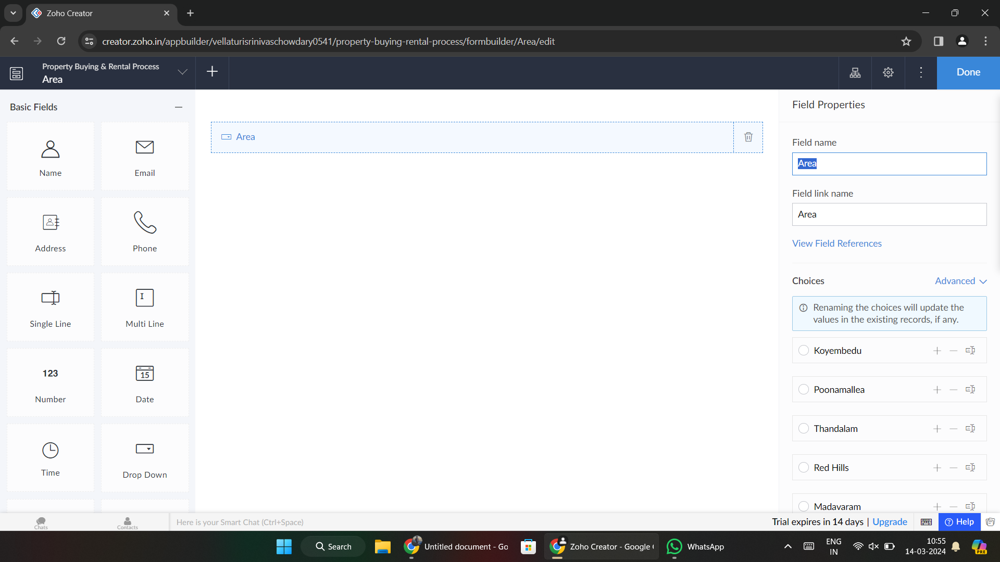 Zoho Creator
creator.zoho.in/appbuilder/vellaturisrinivaschowdary0541/property-buying-rental-process/formbuilder/Area/edit
Property Buying & Rental Process
Area
Done
Basic Fields
Name
Email
Address
Phone
Single Line
Multi Line
123
Number
15
Date
Time
Drop Down
Area
Field Properties
Field name
Area
Field link name
Area
View Field References
Choices
Advanced
Renaming the choices will update the
values in the existing records, if any.
Koyembedu
Poonamallea
Thandalam
Red Hills
Madavaram
Chats
Contacts
Here is your Smart Chat (Ctrl+Space)
Trial expires in 14 days | Upgrade
Help
Search
Untitled document - Go
Zoho Creator - Google
WhatsApp
ENG
IN
10:55
14-03-2024
PRE